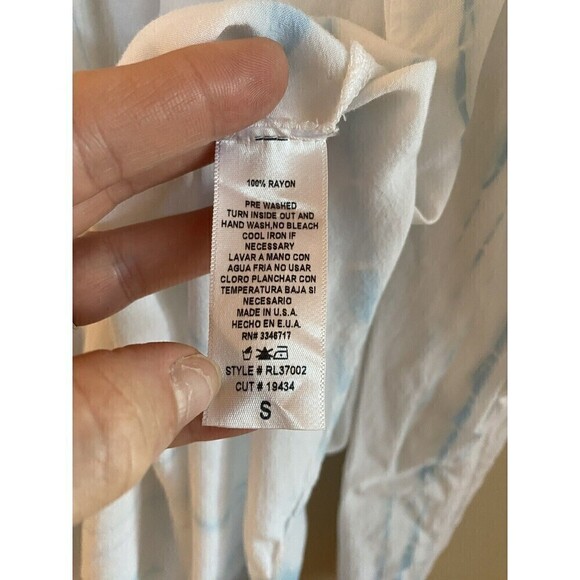 100% RAYON
PRE WASHED
TURN INSIDE OUT AND
HAND WASH,NO BLEACH
COOL IRON IF
NECESSARY
LAVAR A MANO CON
AGUA FRIA NO USAR
CLORO PLANCHAR CON
TEMPERATURA BAJA SI
NECESARIO
MADE IN U.S.A.
HECHO EN E.U.A.
RN# 3346717
STYLE # RL37002
CUT # 19434
S